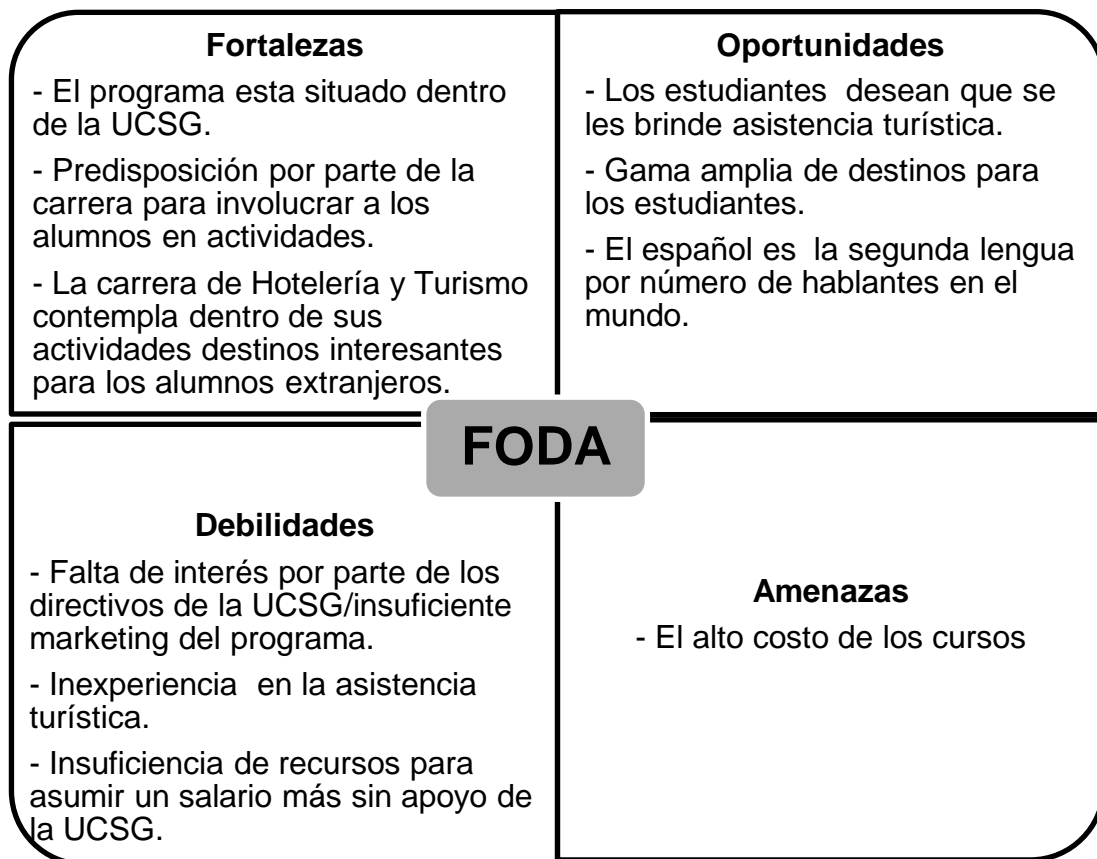 Fortalezas
- El programa esta situado dentro
de la UCSG.
- Predisposición por parte de la
carrera para involucrar a los
alumnos en actividades.
- La carrera de Hotelería y Turismo
contempla dentro de sus
actividades destinos interesantes
para los alumnos extranjeros.
Oportunidades
- Los estudiantes desean que se
les brinde asistencia turística.
- Gama amplia de destinos para
los estudiantes.
- El español es la segunda lengua
por número de hablantes en el
mundo.
FODA
Debilidades
- Falta de interés por parte de los
directivos de la UCSG/insuficiente
marketing del programa.
- Inexperiencia en la asistencia
turística.
- Insuficiencia de recursos para
asumir un salario más sin apoyo de
la UCSG.
Amenazas
- El alto costo de los cursos